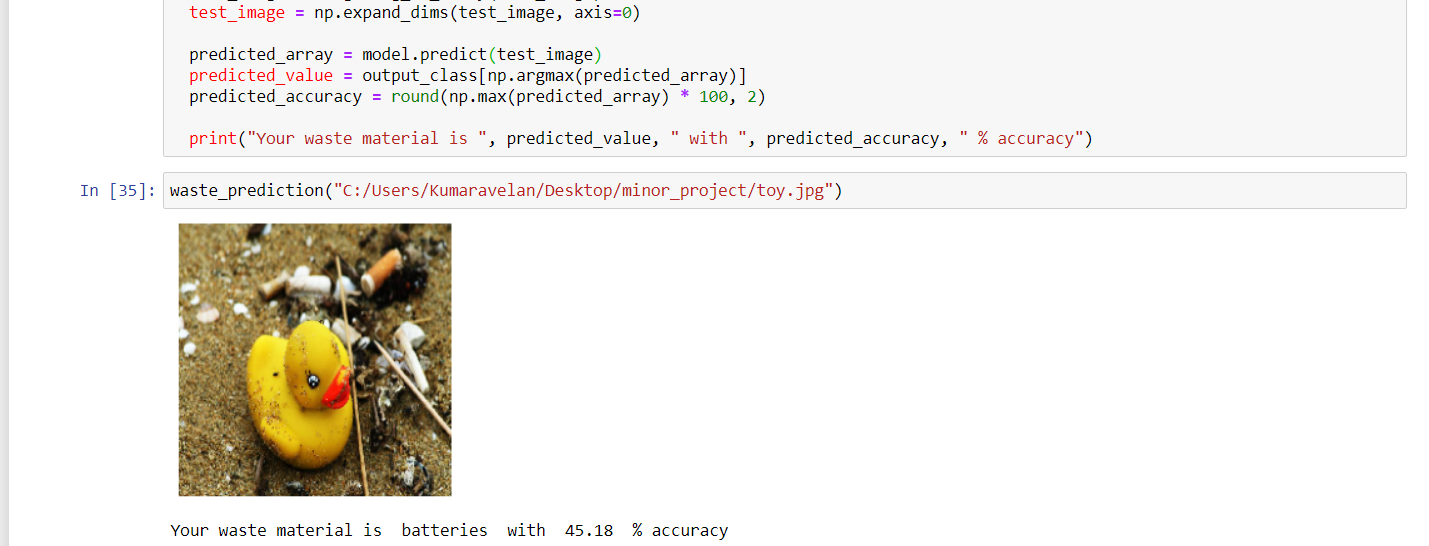 test_image = np.expand_dims(test_image, axis=0)
predicted_array = model.predict(test_image)
predicted_value = output_class[np.argmax(predicted_array)]
predicted_accuracy = round(np.max(predicted_array) * 100, 2)
print("Your waste material is ", predicted_value, " with ", predicted_accuracy, " % accuracy")
In [35]: waste_prediction("C:/Users/Kumaravelan/Desktop/minor_project/toy.jpg")
Your waste material is  batteries  with  45.18  % accuracy